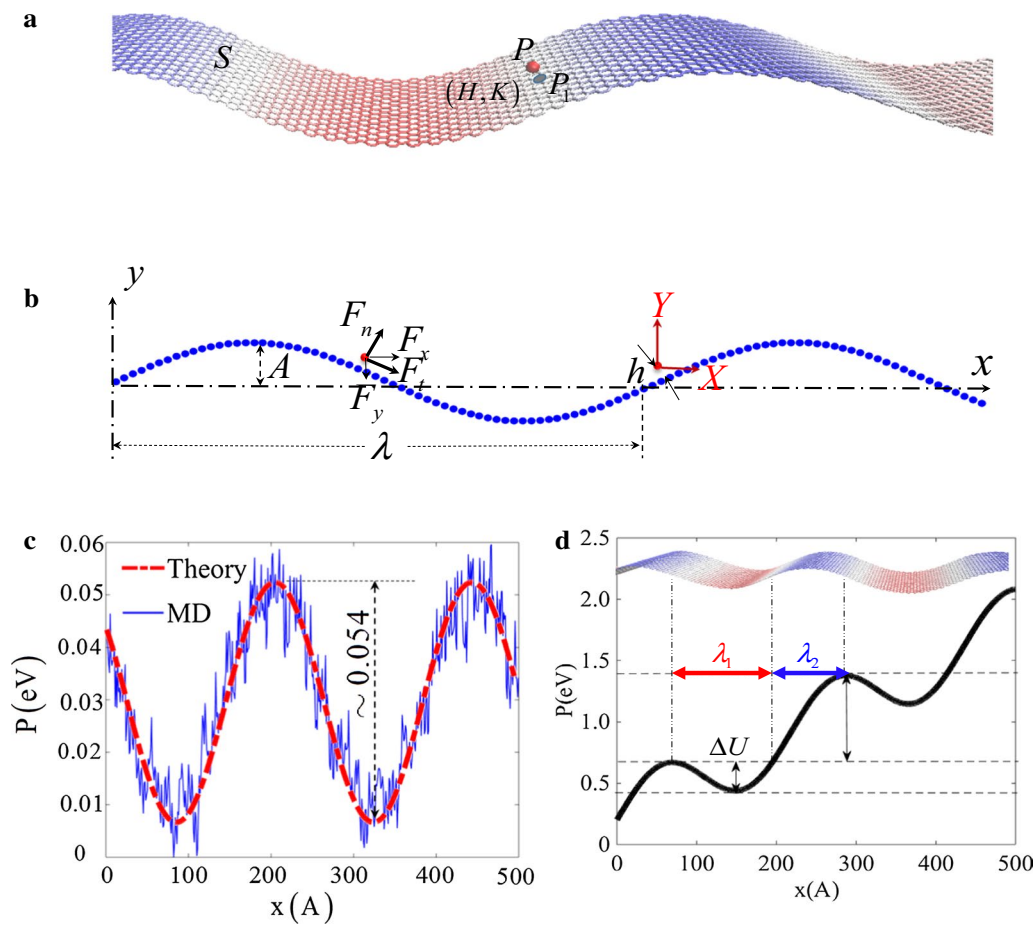 a
S
P
(H, K)
P₁
b
y
Fₙ
Fₓ
A
Fₜ
F_y
Y
x
h
X
λ
c
0.06
Theory
0.05
MD
0.04
~ 0.054
P(eV)
0.03
0.02
0.01
0
0 100 200 300 400 500
x(A)
d
2.5
2.0
λ₁
λ₂
1.5
P(eV)
1.0
ΔU
0.5
0
0 100 200 300 400 500
x(A)